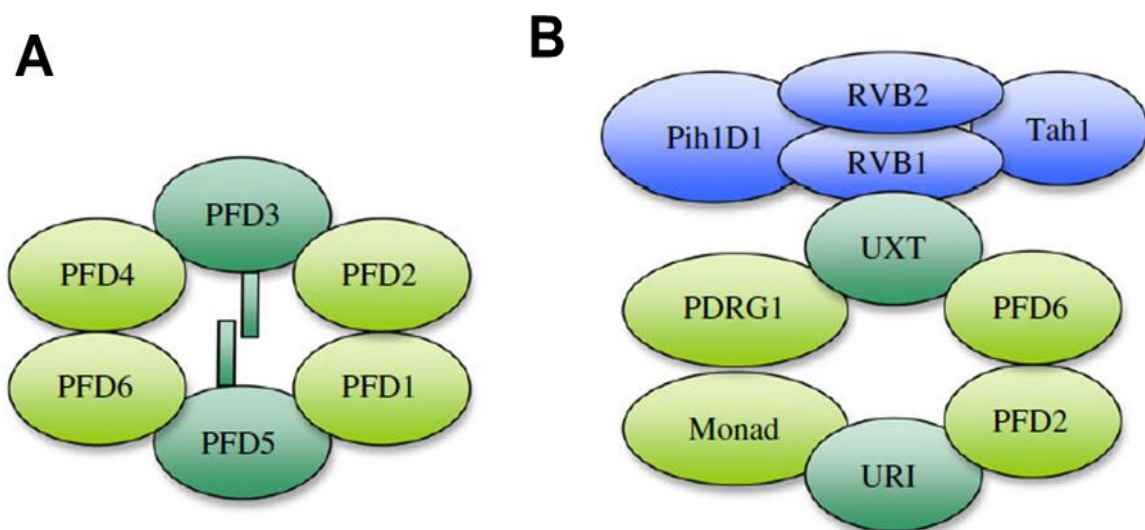 A
PFD3
PFD4
PFD2
PFD6
PFD1
PFD5
B
RVB2
Pih1D1
Tah1
RVB1
UXT
PDRG1
PFD6
Monad
PFD2
URI